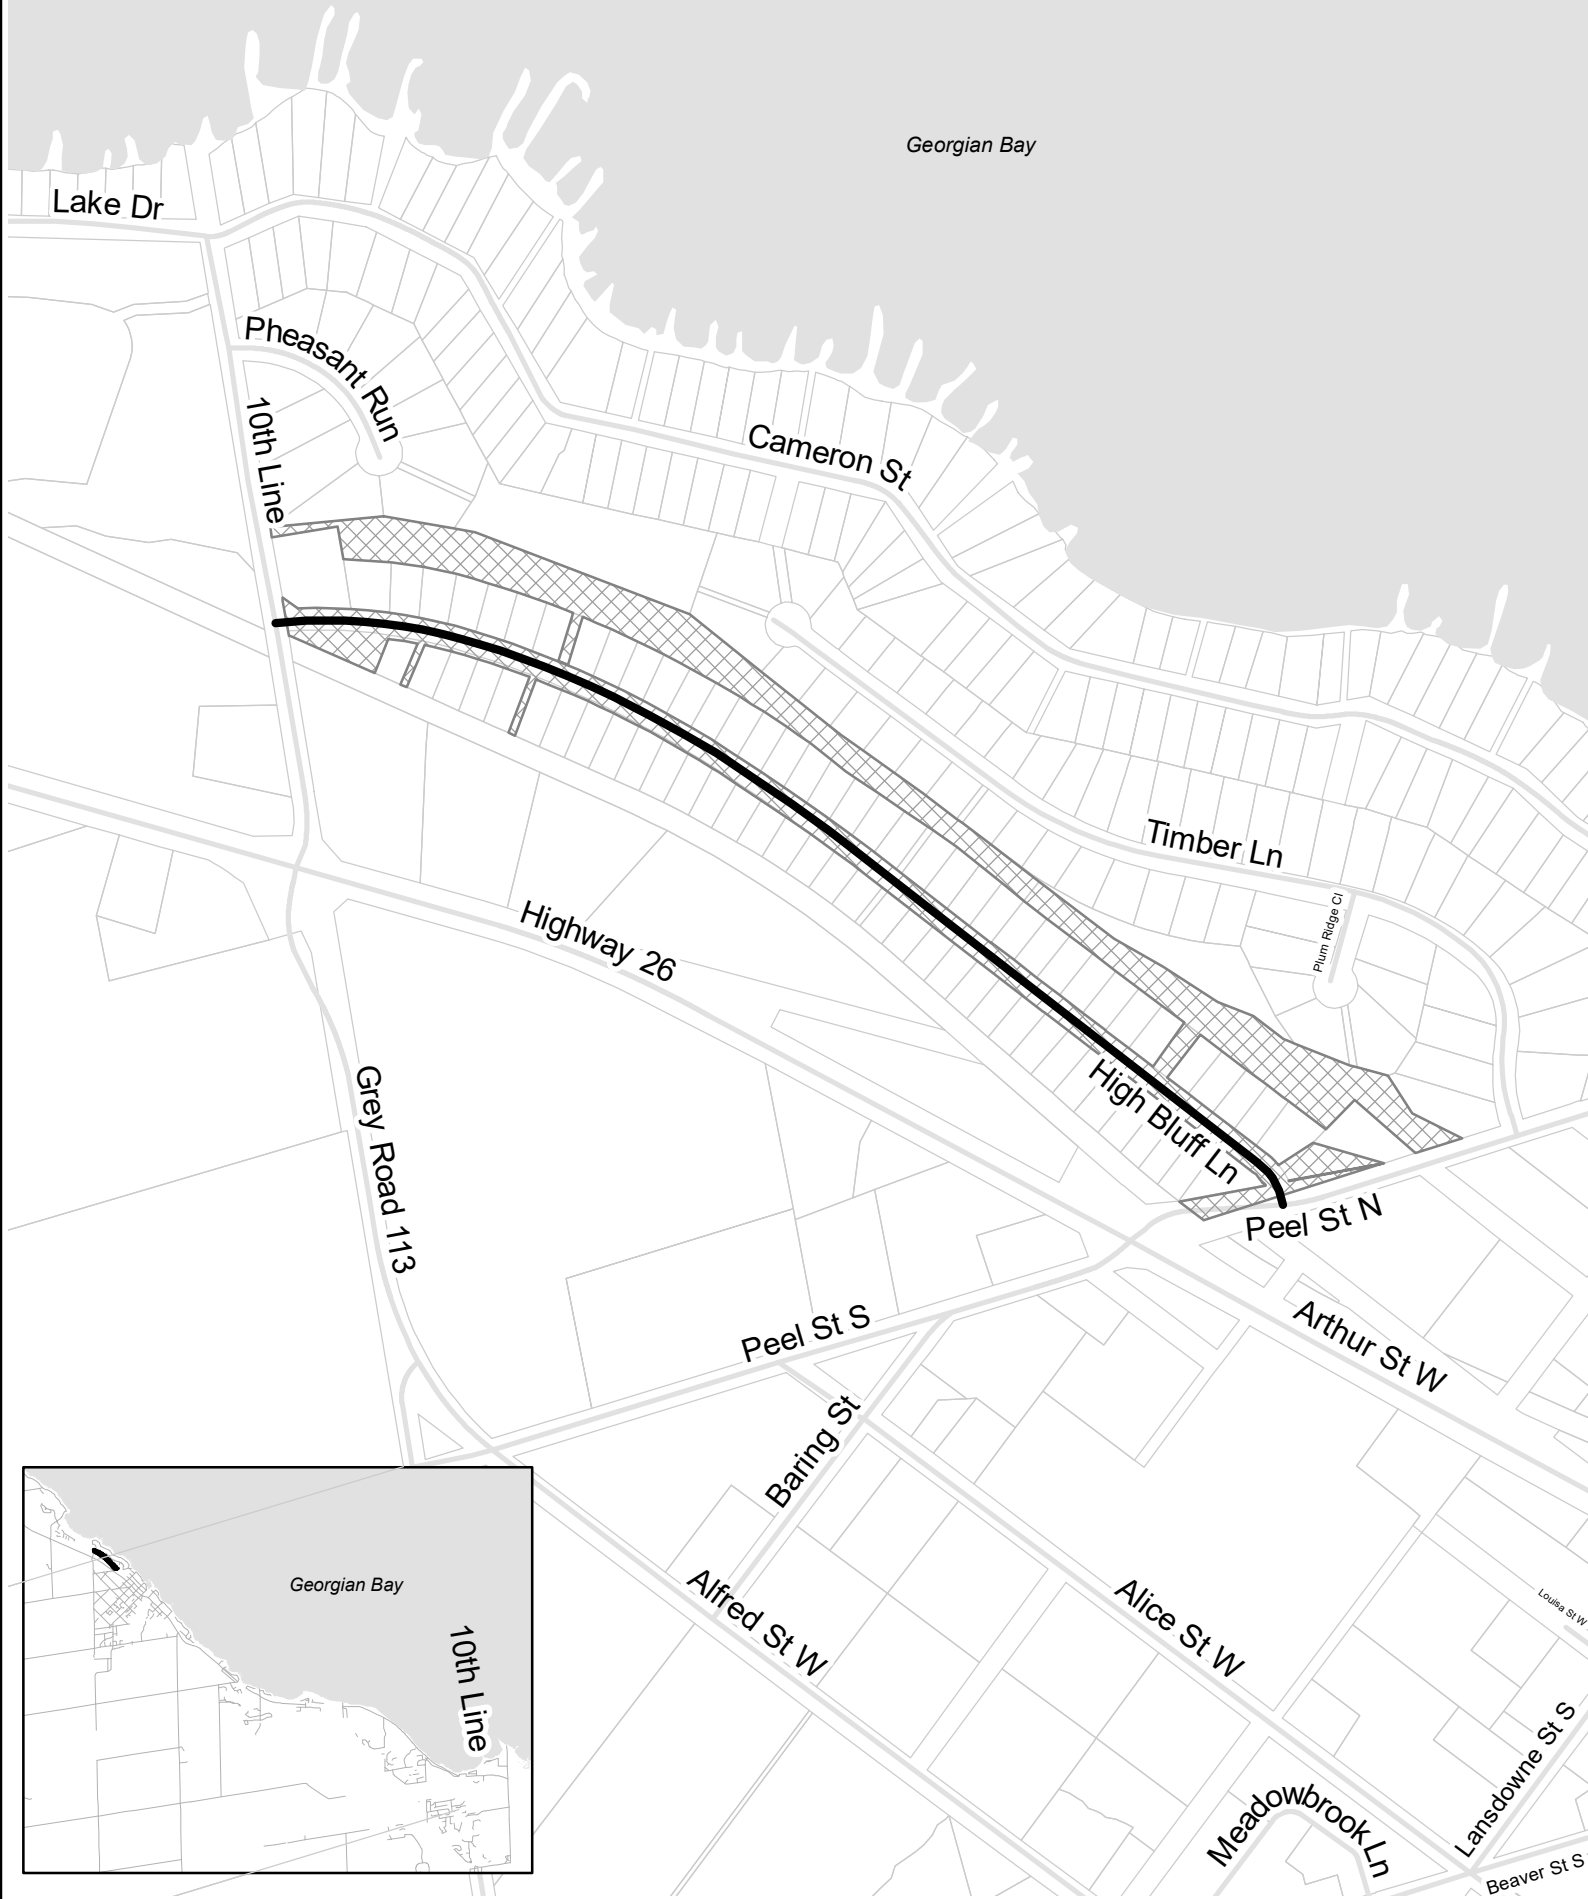 Georgian Bay
Lake Dr
Pheasant Run
10th Line
Cameron St
Timber Ln
Plum Ridge Cl
Highway 26
High Bluff Ln
Grey Road 113
Peel St N
Peel St S
Arthur St W
Baring St
Georgian Bay
Alfred St W
Alice St W
Louisa St W
10th Line
Lansdowne St S
Meadowbrook Ln
Beaver St S